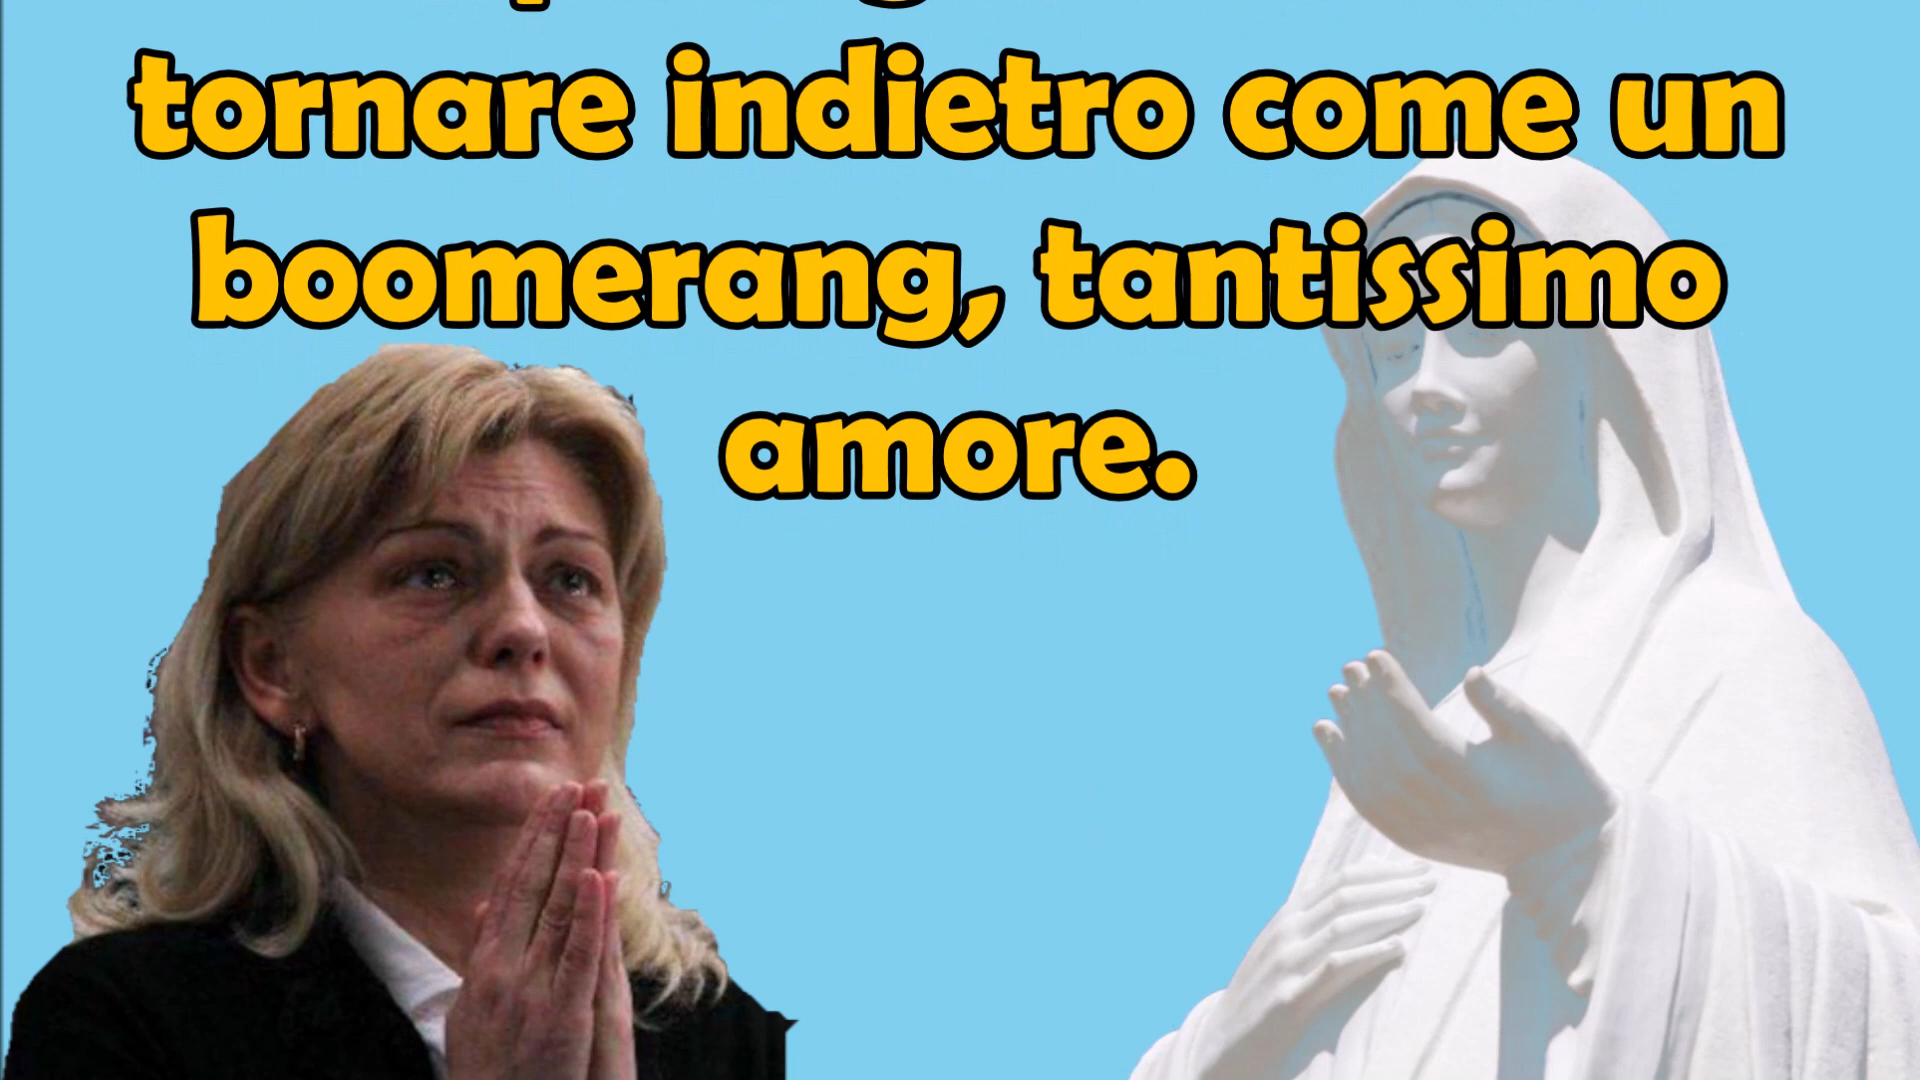 tornare indietro come un
boomerang, tantissimo
amore.